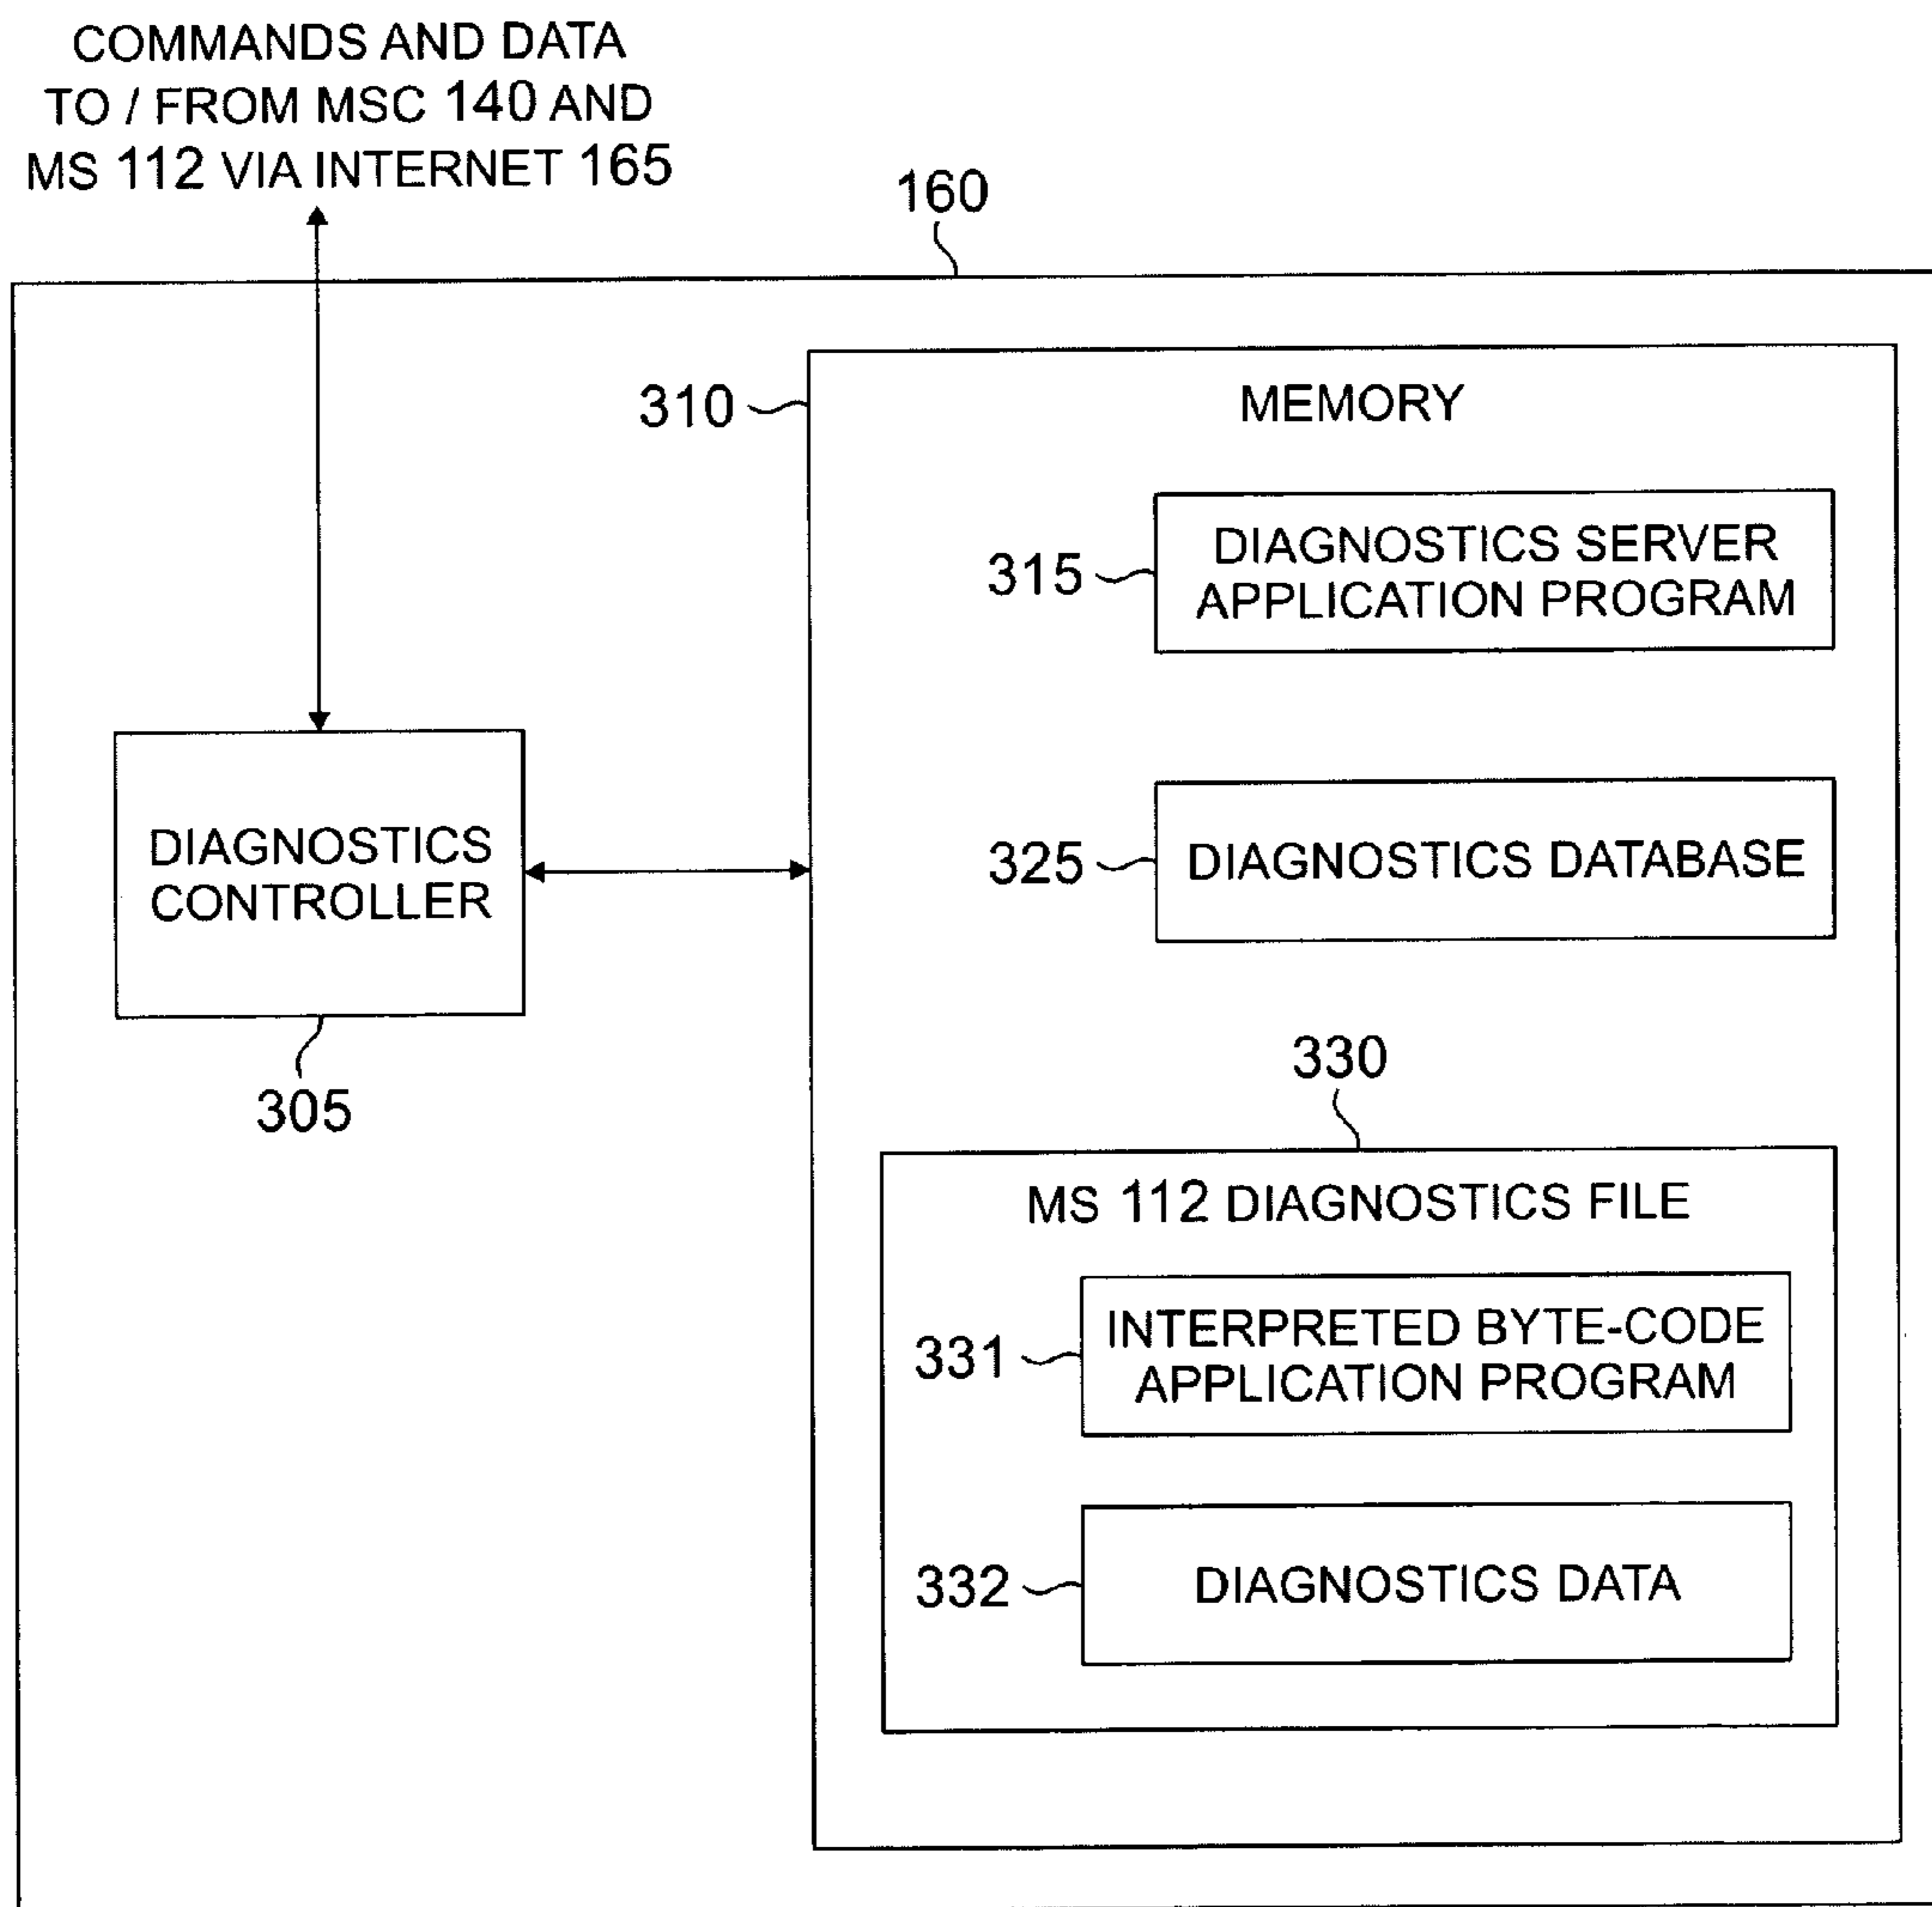 COMMANDS AND DATA
TO / FROM MSC 140 AND
MS 112 VIA INTERNET 165
160
310
MEMORY
315
DIAGNOSTICS SERVER
APPLICATION PROGRAM
DIAGNOSTICS
CONTROLLER
305
325
DIAGNOSTICS DATABASE
330
MS 112 DIAGNOSTICS FILE
331
INTERPRETED BYTE-CODE
APPLICATION PROGRAM
332
DIAGNOSTICS DATA